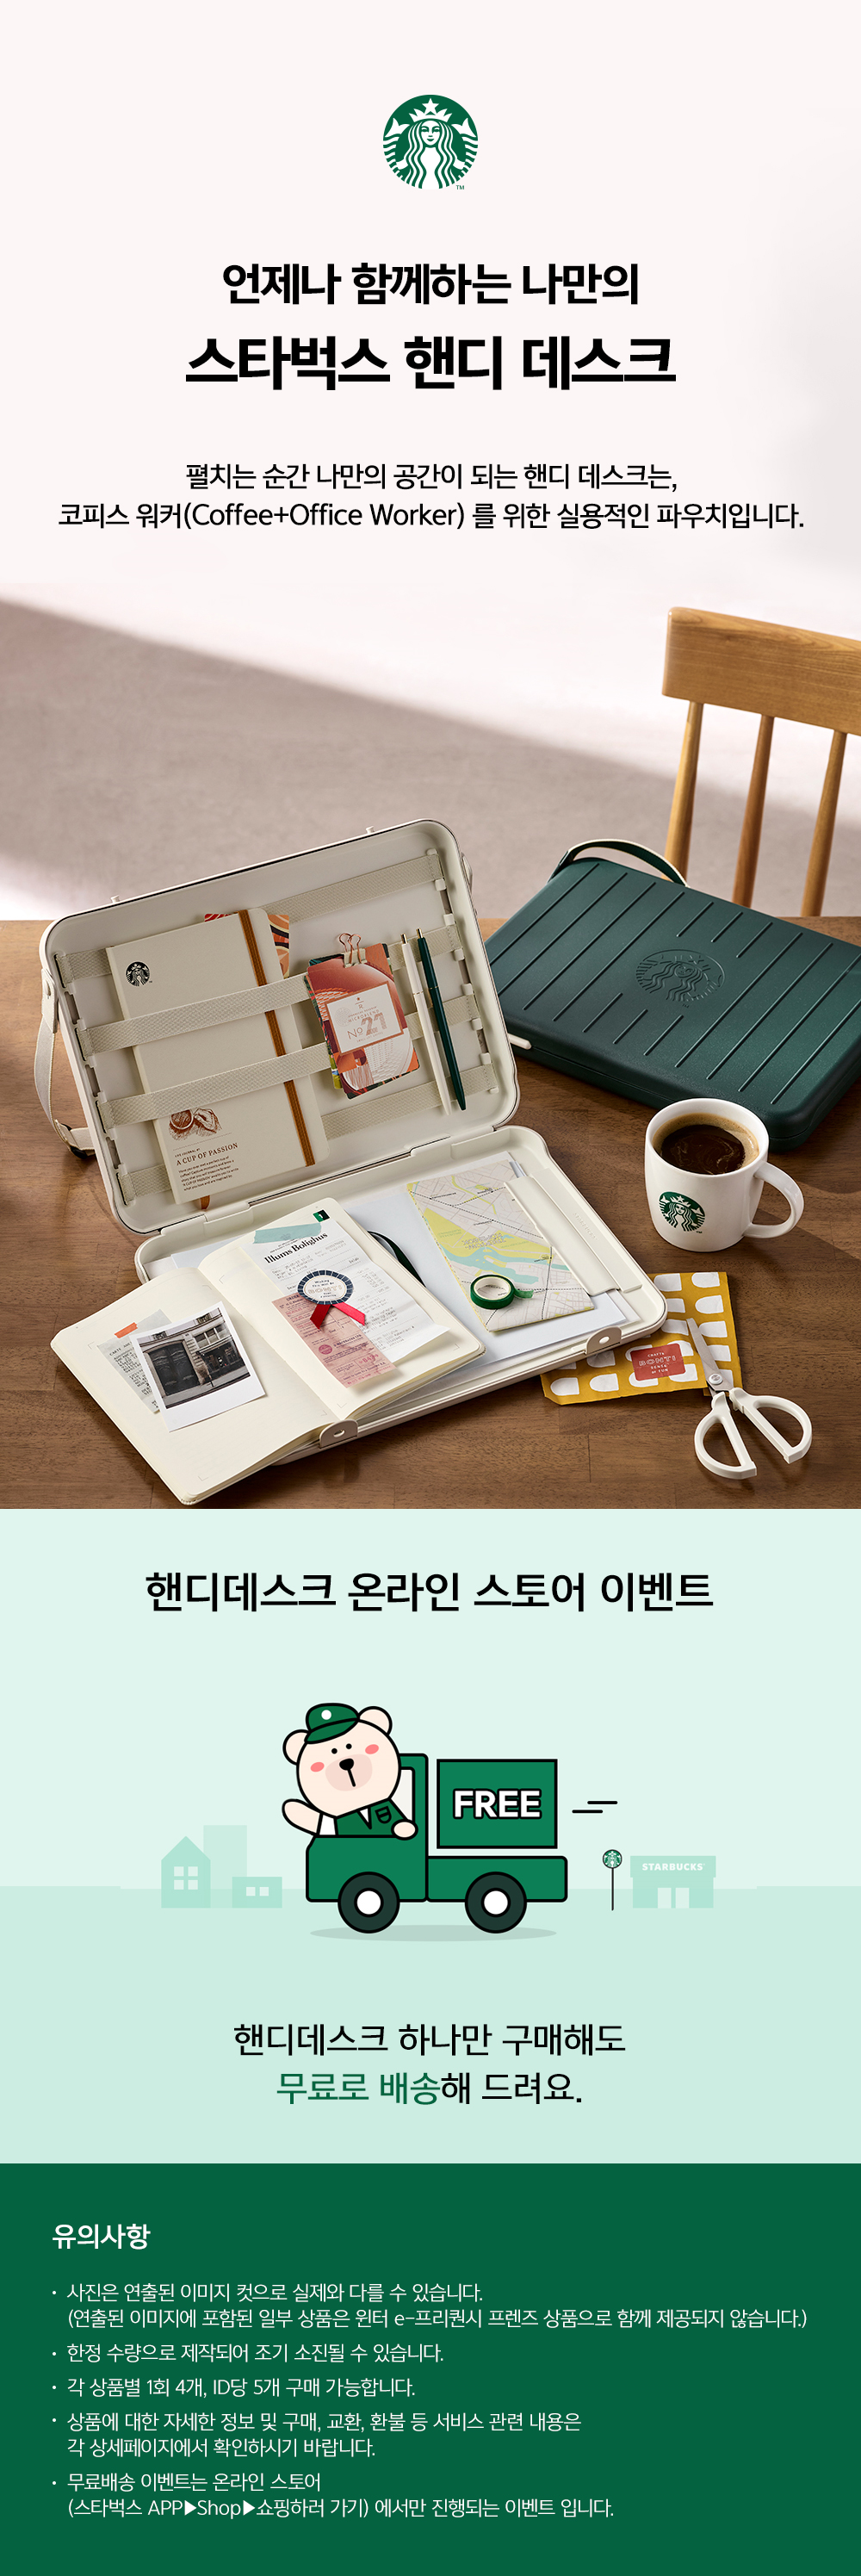 TM
언제나 함께하는 나만의
스타벅스 핸디 데스크
펼치는 순간 나만의 공간이 되는 핸디 데스크는,
코피스 워커(Coffee+Office Worker) 를 위한 실용적인 파우치입니다.
No 21
A CUP OF PASSION
Illums Bolighus
BONTI
핸디데스크 온라인 스토어 이벤트
FREE
STARBUCKS
핸디데스크 하나만 구매해도
무료로 배송해 드려요.
유의사항
• 사진은 연출된 이미지 컷으로 실제와 다를 수 있습니다.
(연출된 이미지에 포함된 일부 상품은 윈터 e-프리퀀시 프렌즈 상품으로 함께 제공되지 않습니다.)
• 한정 수량으로 제작되어 조기 소진될 수 있습니다.
• 각 상품별 1회 4개, ID당 5개 구매 가능합니다.
• 상품에 대한 자세한 정보 및 구매, 교환, 환불 등 서비스 관련 내용은
각 상세페이지에서 확인하시기 바랍니다.
• 무료배송 이벤트는 온라인 스토어
(스타벅스 APP▶Shop▶쇼핑하러 가기) 에서만 진행되는 이벤트 입니다.